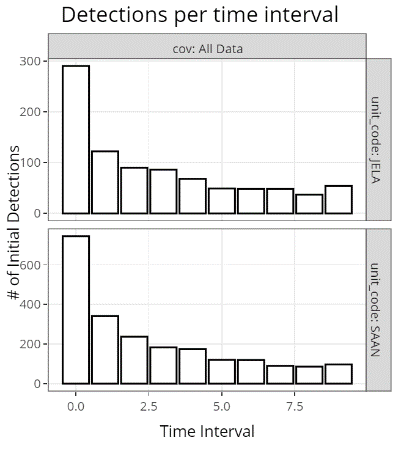 Detections per time interval
cov: All Data
# of Initial Detections
300
200
100
0
unit_code: JELA
600
400
200
0
unit_code: SAAN
0.0 2.5 5.0 7.5
Time Interval